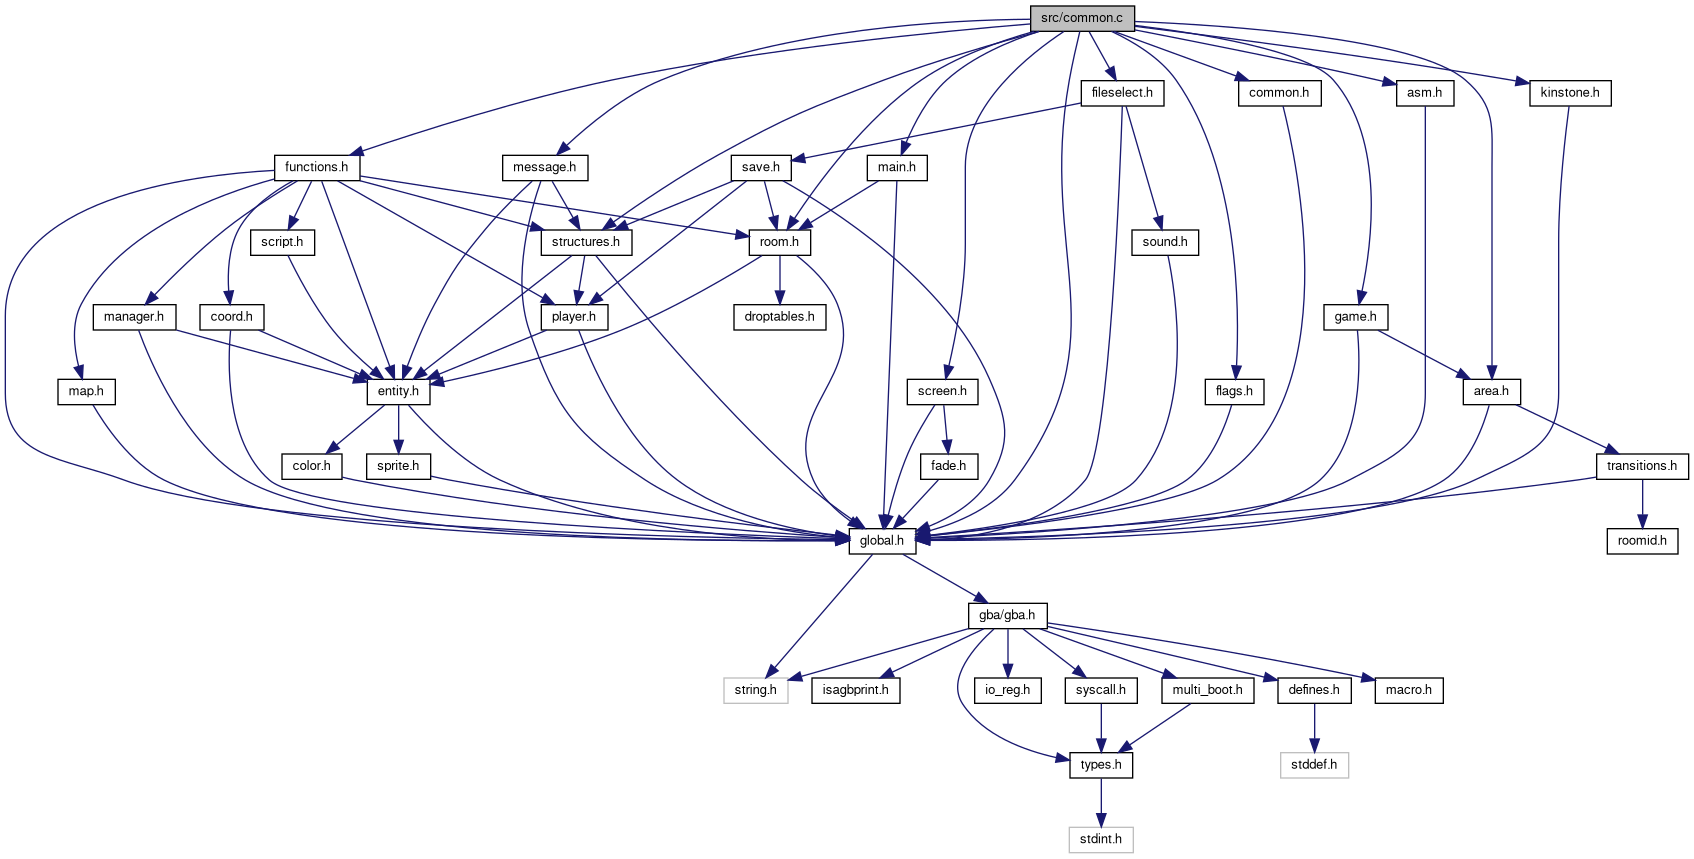 src/common.c
fileselect.h
common.h
asm.h
kinstone.h
functions.h
message.h
save.h
main.h
script.h
structures.h
room.h
sound.h
manager.h
coord.h
player.h
droptables.h
game.h
map.h
entity.h
screen.h
flags.h
area.h
color.h
sprite.h
fade.h
transitions.h
global.h
roomid.h
gba/gba.h
string.h
isagbprint.h
io_reg.h
syscall.h
multi_boot.h
defines.h
macro.h
types.h
stddef.h
stdint.h